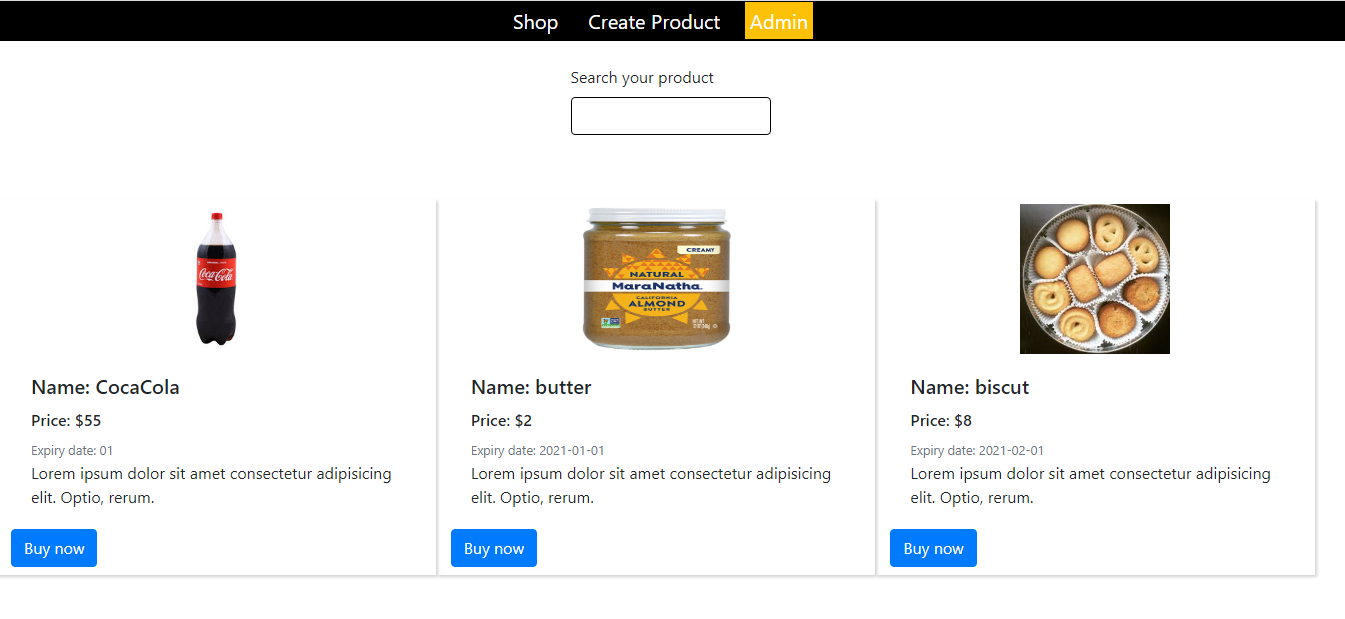 Shop Create Product Admin
Search your product
Coca-Cola
CREAMY
NATURAL
MaraNatha.
CALIFORNIA
ALMOND
BUTTER
Name: CocaCola
Price: $55
Expiry date: 01
Lorem ipsum dolor sit amet consectetur adipisicing
elit. Optio, rerum.
Buy now
Name: butter
Price: $2
Expiry date: 2021-01-01
Lorem ipsum dolor sit amet consectetur adipisicing
elit. Optio, rerum.
Buy now
Name: biscut
Price: $8
Expiry date: 2021-02-01
Lorem ipsum dolor sit amet consectetur adipisicing
elit. Optio, rerum.
Buy now